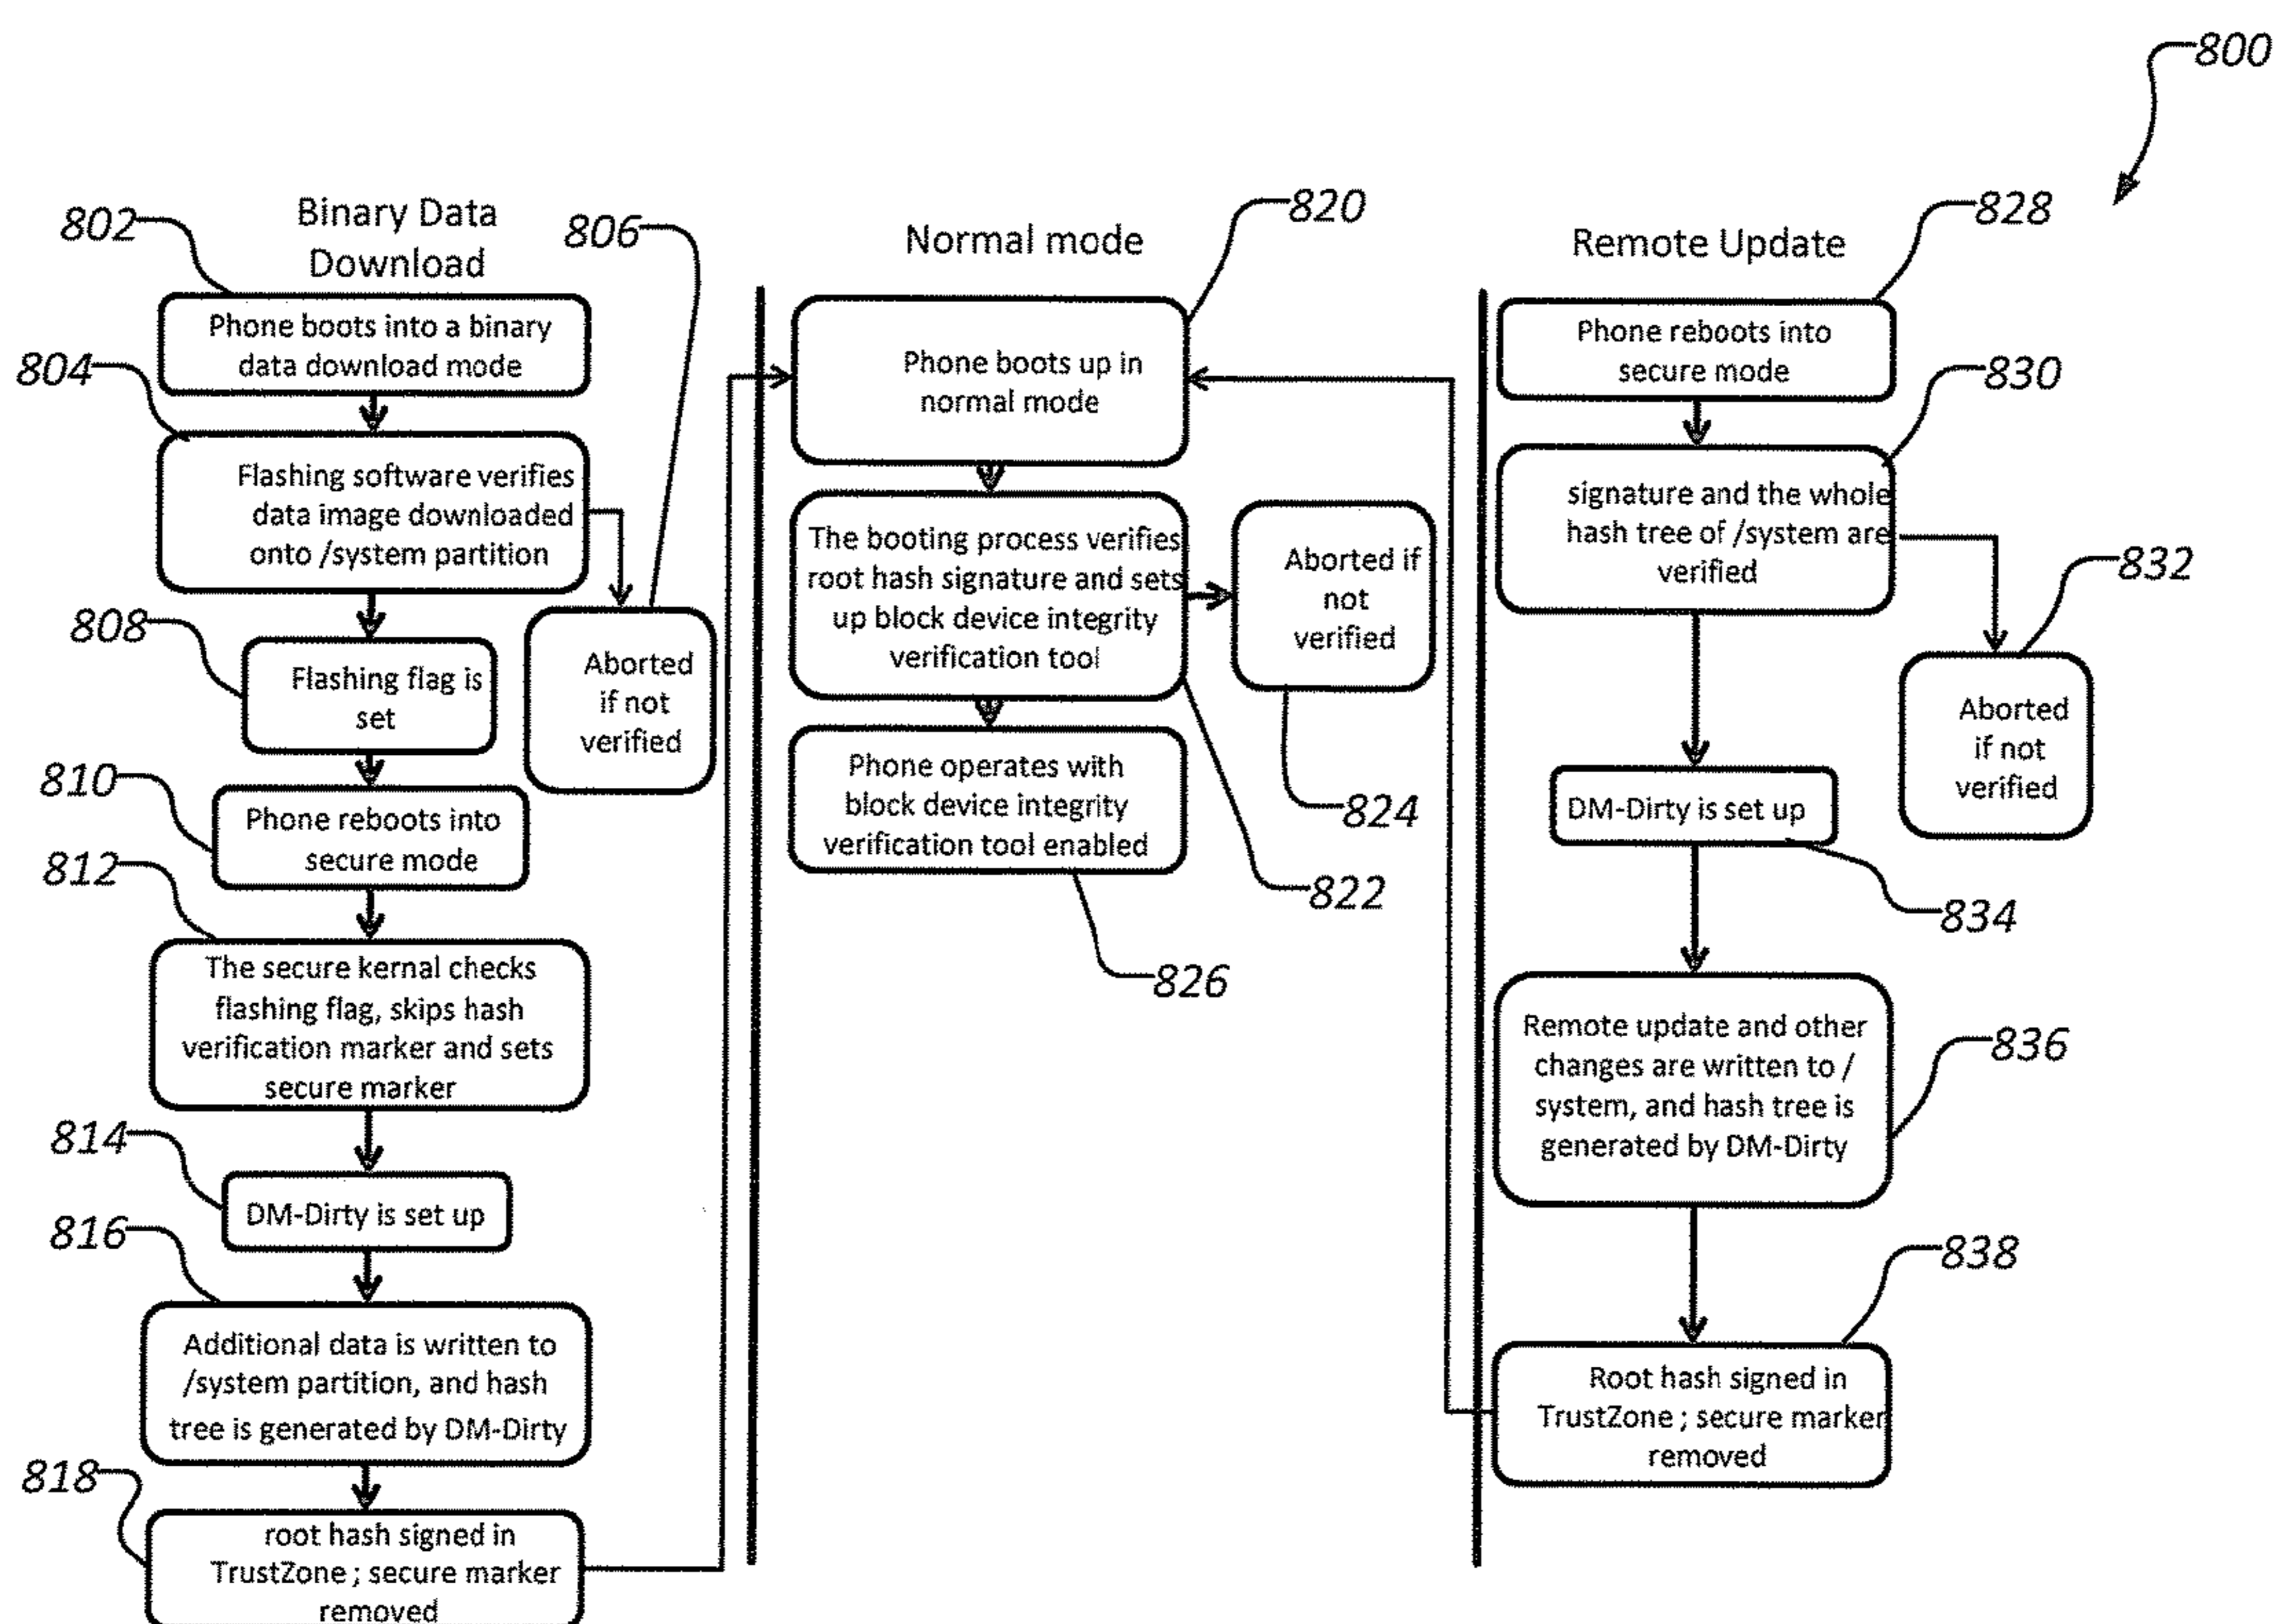 800
Binary Data
Download
802
806
Phone boots into a binary
data download mode
804
Flashing software verifies
data image downloaded
onto /system partition
808
Flashing flag is
set
Aborted
if not
verified
810
Phone reboots into
secure mode
812
The secure kernal checks
flashing flag, skips hash
verification marker and sets
secure marker
814
DM-Dirty is set up
816
Additional data is written to
/system partition, and hash
tree is generated by DM-Dirty
818
root hash signed in
TrustZone ; secure marker
removed
Normal mode
820
Phone boots up in
normal mode
The booting process verifies
root hash signature and sets
up block device integrity
verification tool
Aborted if
not
verified
824
822
Phone operates with
block device integrity
verification tool enabled
826
Remote Update
828
Phone reboots into
secure mode
830
signature and the whole
hash tree of /system are
verified
832
Aborted
if not
verified
DM-Dirty is set up
834
Remote update and other
changes are written to /
system, and hash tree is
generated by DM-Dirty
836
838
Root hash signed in
TrustZone ; secure marker
removed